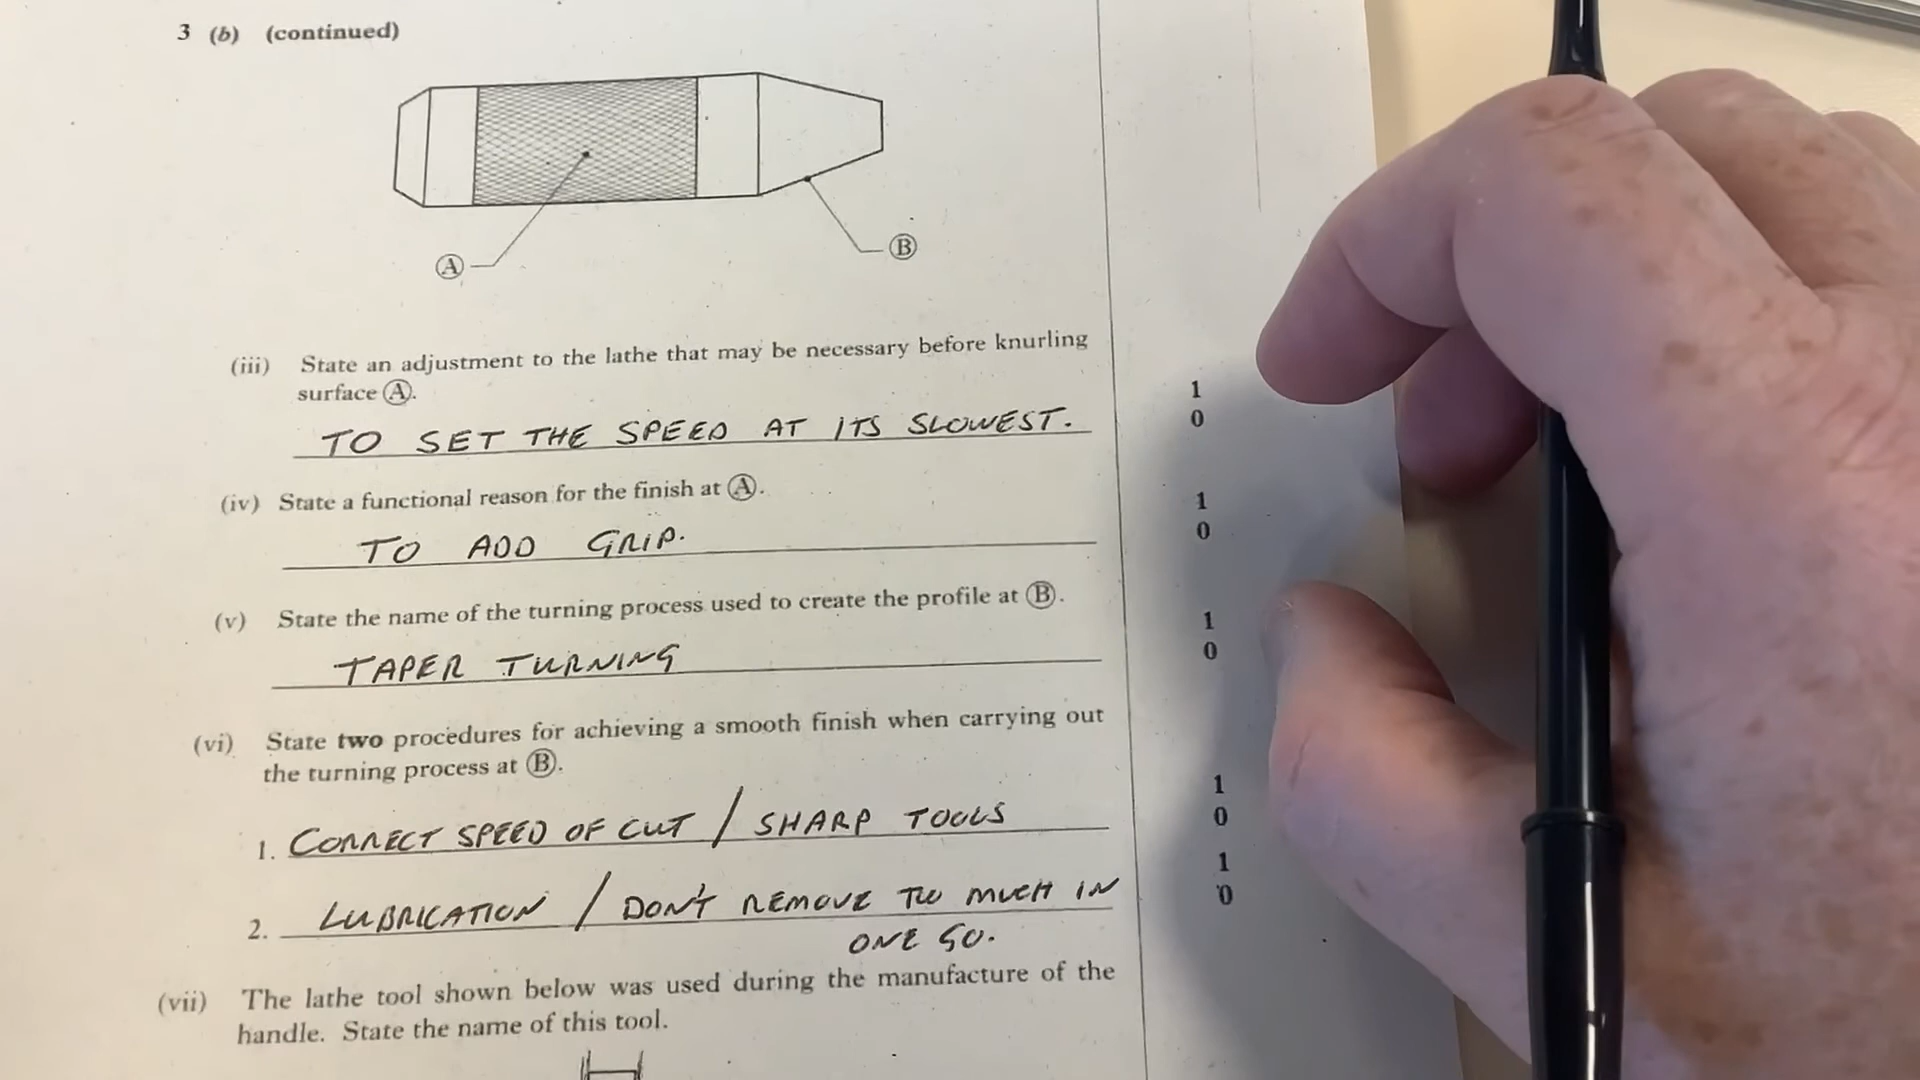 3 (b) (continued)
A
B
(iii) State an adjustment to the lathe that may be necessary before knurling
surface A.
TO SET THE SPEED AT ITS SLOWEST.
1
0
(iv) State a functional reason for the finish at A.
TO ADD GRIP.
1
0
(v) State the name of the turning process used to create the profile at B.
TAPER TURNING
1
0
(vi) State two procedures for achieving a smooth finish when carrying out
the turning process at B.
1. CORRECT SPEED OF CUT / SHARP TOOLS
1
0
2. LUBRICATION / DON'T REMOVE TOO MUCH IN
ONE GO.
1
0
(vii) The lathe tool shown below was used during the manufacture of the
handle. State the name of this tool.